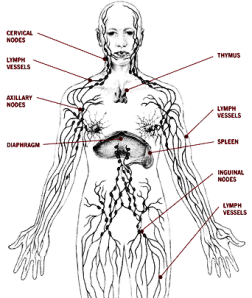 CERVICAL
NODES
LYMPH
VESSELS
AXILLARY
NODES
DIAPHRAGM
THYMUS
LYMPH
VESSELS
SPLEEN
INGUINAL
NODES
LYMPH
VESSELS